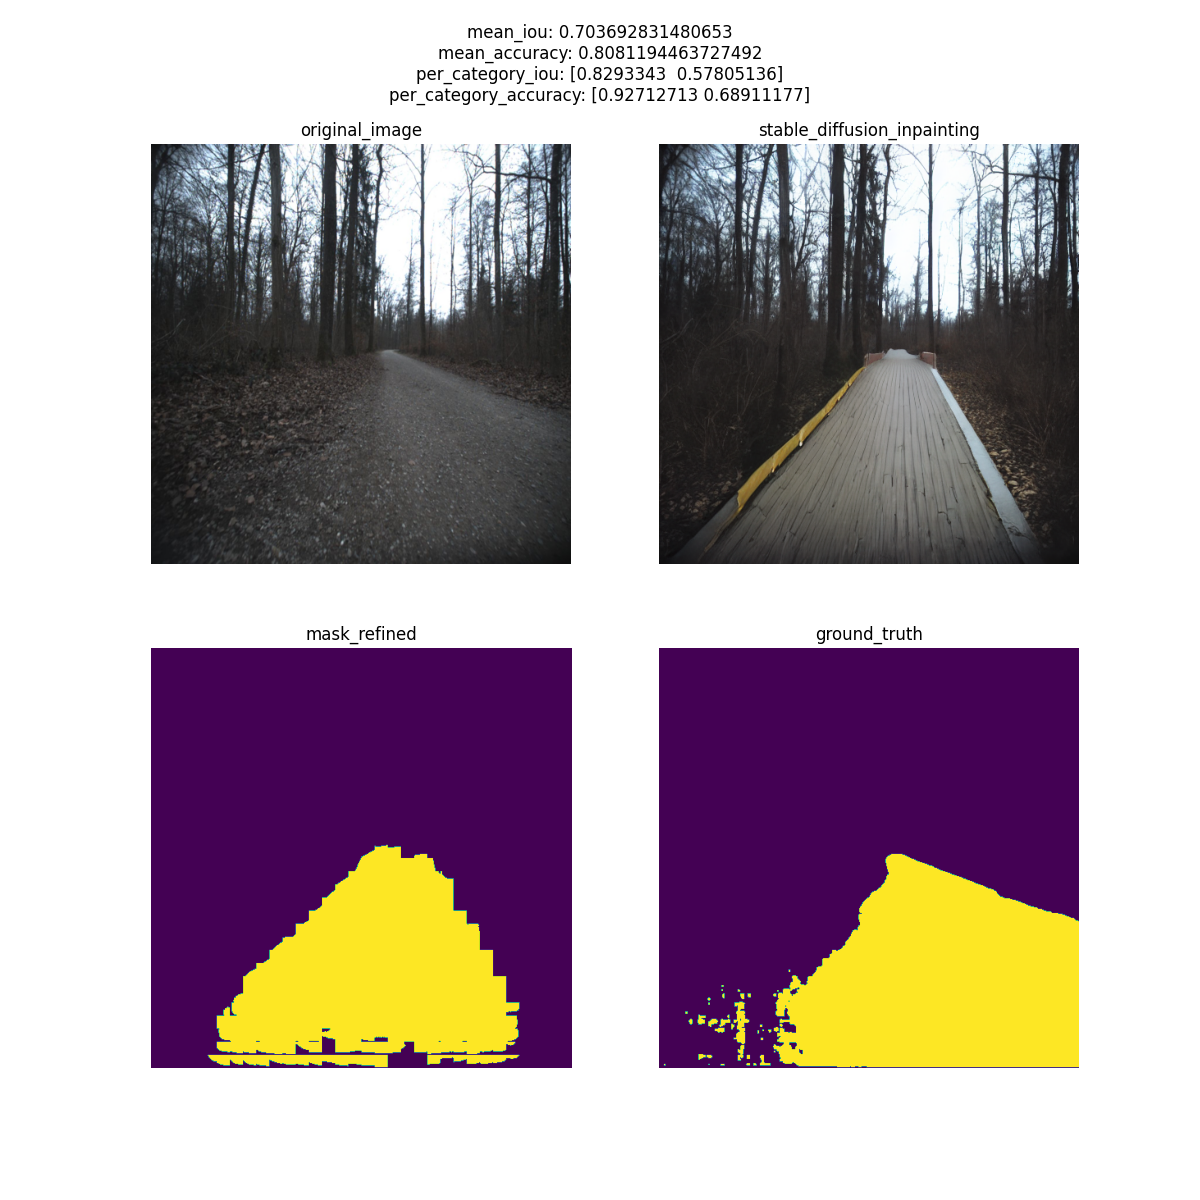 mean_iou: 0.703692831480653
mean_accuracy: 0.8081194463727492
per_category_iou: [0.8293343  0.57805136]
per_category_accuracy: [0.92712713 0.68911177]
original_image
stable_diffusion_inpainting
mask_refined
ground_truth